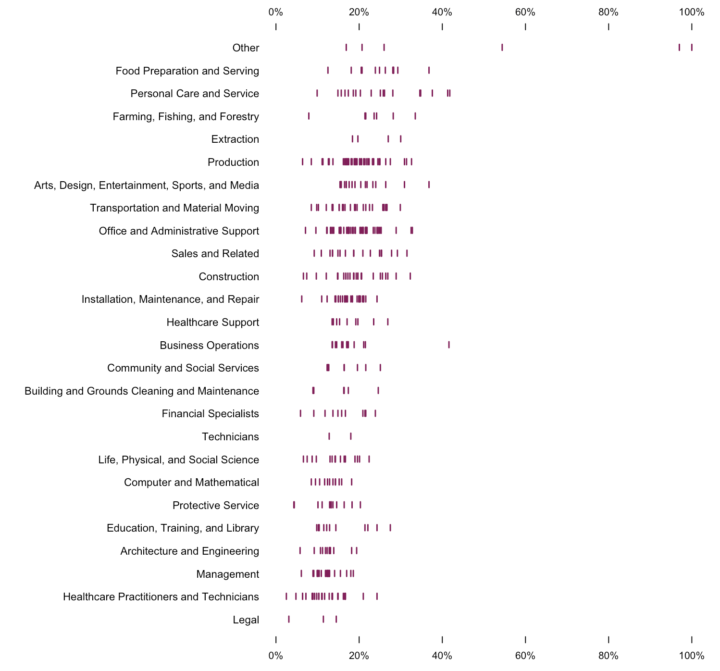 0% 20% 40% 60% 80% 100%
Other
Food Preparation and Serving
Personal Care and Service
Farming, Fishing, and Forestry
Extraction
Production
Arts, Design, Entertainment, Sports, and Media
Transportation and Material Moving
Office and Administrative Support
Sales and Related
Construction
Installation, Maintenance, and Repair
Healthcare Support
Business Operations
Community and Social Services
Building and Grounds Cleaning and Maintenance
Financial Specialists
Technicians
Life, Physical, and Social Science
Computer and Mathematical
Protective Service
Education, Training, and Library
Architecture and Engineering
Management
Healthcare Practitioners and Technicians
Legal
0% 20% 40% 60% 80% 100%